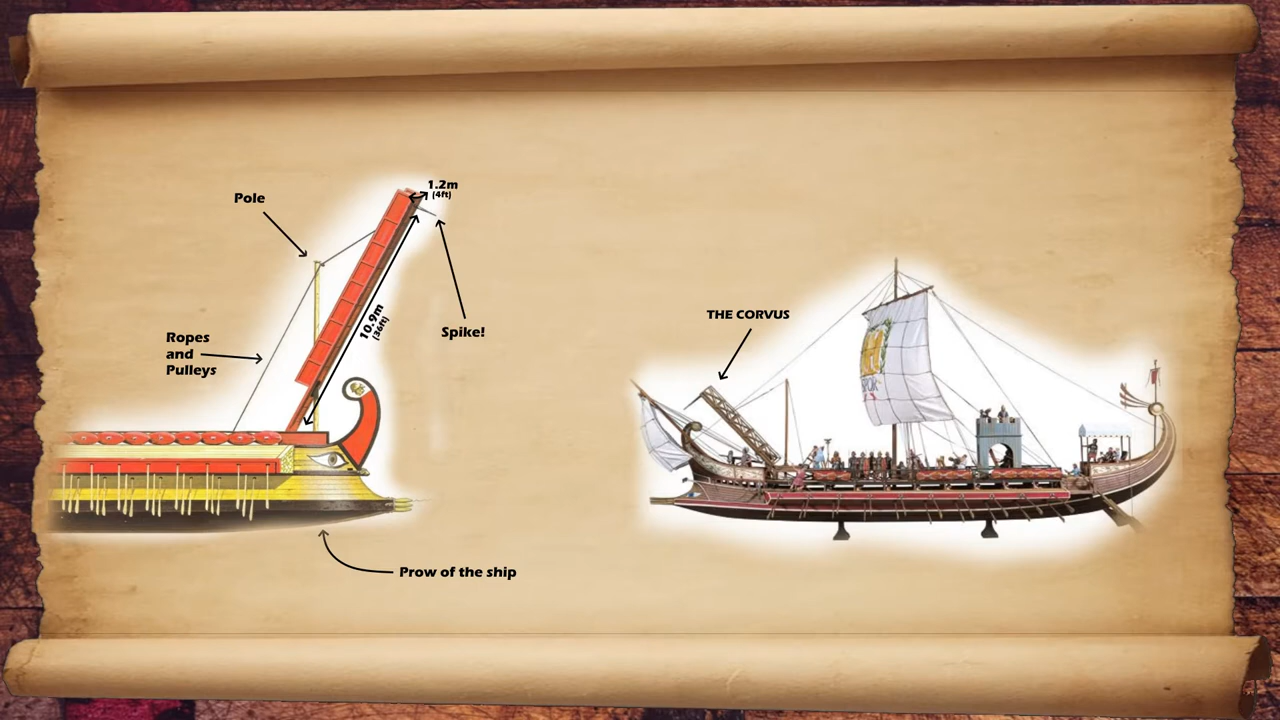 1.2m
(4ft)
Pole
Spike!
10.9m
(36ft)
Ropes
and
Pulleys
Prow of the ship
THE CORVUS